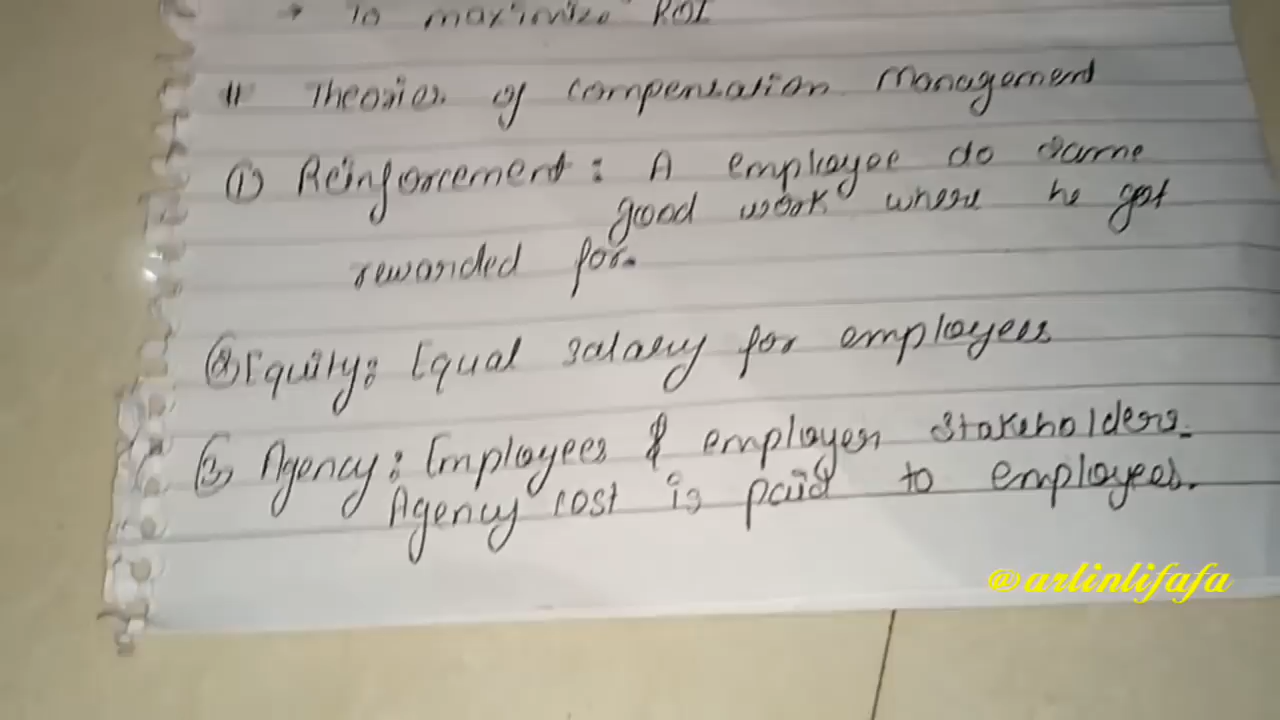 → To maximize ROI
" Theories of compensation management
① Reinforcement: A employee do same
good work where he get
rewarded for.
② Equity: Equal salary for employees
③ Agency: Employees & employer stakeholders.
Agency cost is paid to employees.
@artinlifafa